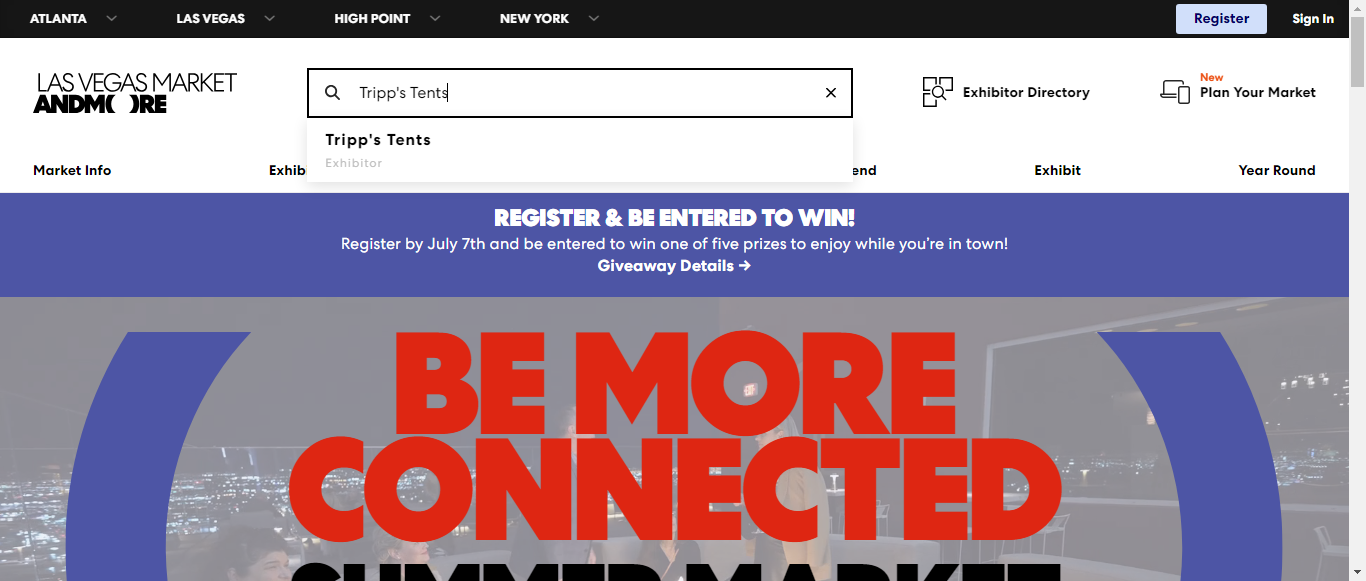 ATLANTA
LAS VEGAS
HIGH POINT
NEW YORK
Register
Sign In
LAS VEGAS MARKET
ANDMORE
Tripp's Tents
Exhibitor Directory
New
Plan Your Market
Tripp's Tents
Exhibitor
Market Info
Exhib
end
Exhibit
Year Round
REGISTER & BE ENTERED TO WIN!
Register by July 7th and be entered to win one of five prizes to enjoy while you're in town!
Giveaway Details →
BE MORE
CONNECTED
SUMMER MARKET